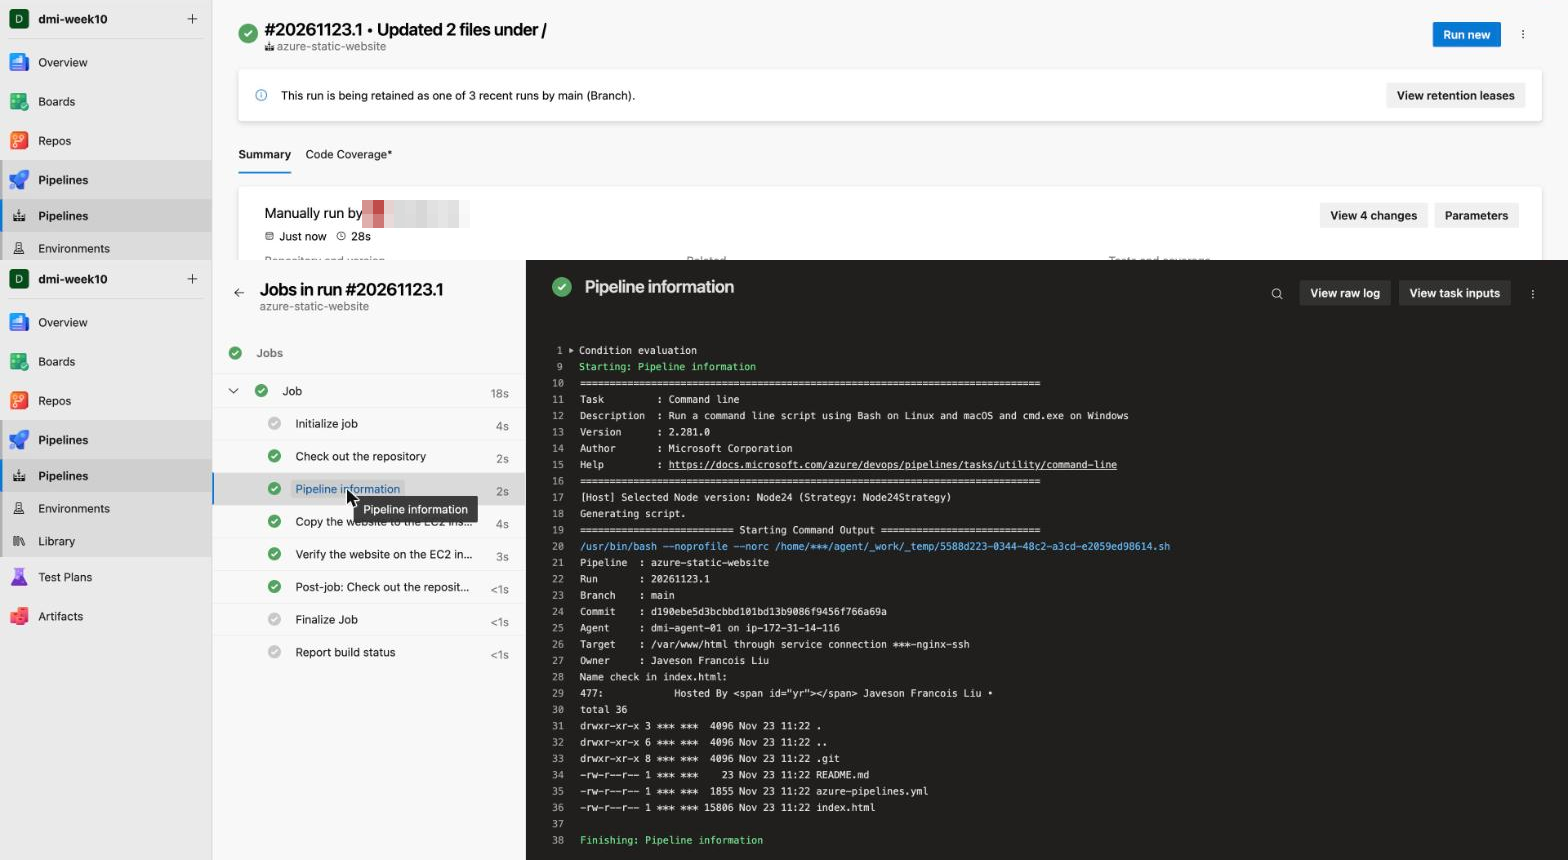 dmi-week10
+
Overview
Boards
Repos
Pipelines
Pipelines
Environments
#20261123.1 • Updated 2 files under /
azure-static-website
Run new
This run is being retained as one of 3 recent runs by main (Branch).
View retention leases
Summary
Code Coverage*
Manually run by
Just now 28s
View 4 changes
Parameters
Repository and version
Related
Tests and coverage
dmi-week10
+
Overview
Boards
Repos
Pipelines
Pipelines
Environments
Library
Test Plans
Artifacts
Jobs in run #20261123.1
azure-static-website
Jobs
Job 18s
Initialize job 4s
Check out the repository 2s
Pipeline information 2s
Pipeline information
Copy the website to the EC2 ins... 4s
Verify the website on the EC2 in... 3s
Post-job: Check out the reposit... <1s
Finalize Job <1s
Report build status <1s
Pipeline information
View raw log
View task inputs
1 Condition evaluation
9 Starting: Pipeline information
10 ==============================================================================
11 Task         : Command line
12 Description  : Run a command line script using Bash on Linux and macOS and cmd.exe on Windows
13 Version      : 2.281.0
14 Author       : Microsoft Corporation
15 Help         : https://docs.microsoft.com/azure/devops/pipelines/tasks/utility/command-line
16 ==============================================================================
17 [Host] Selected Node version: Node24 (Strategy: Node24Strategy)
18 Generating script.
19 ========================== Starting Command Output ===========================
20 /usr/bin/bash --noprofile --norc /home/***/agent/_work/_temp/5588d223-0344-48c2-a3cd-e2059ed98614.sh
21 Pipeline  : azure-static-website
22 Run       : 20261123.1
23 Branch    : main
24 Commit    : d190ebe5d3bcbbd101bd13b9086f9456f766a69a
25 Agent     : dmi-agent-01 on ip-172-31-14-116
26 Target    : /var/www/html through service connection ***-nginx-ssh
27 Owner     : Javeson Francois Liu
28 Name check in index.html:
29 477:            Hosted By <span id="yr"></span> Javeson Francois Liu •
30 total 36
31 drwxr-xr-x 3 *** ***  4096 Nov 23 11:22 .
32 drwxr-xr-x 6 *** ***  4096 Nov 23 11:22 ..
33 drwxr-xr-x 8 *** ***  4096 Nov 23 11:22 .git
34 -rw-r--r-- 1 *** ***    23 Nov 23 11:22 README.md
35 -rw-r--r-- 1 *** ***  1855 Nov 23 11:22 azure-pipelines.yml
36 -rw-r--r-- 1 *** *** 15806 Nov 23 11:22 index.html
37
38 Finishing: Pipeline information